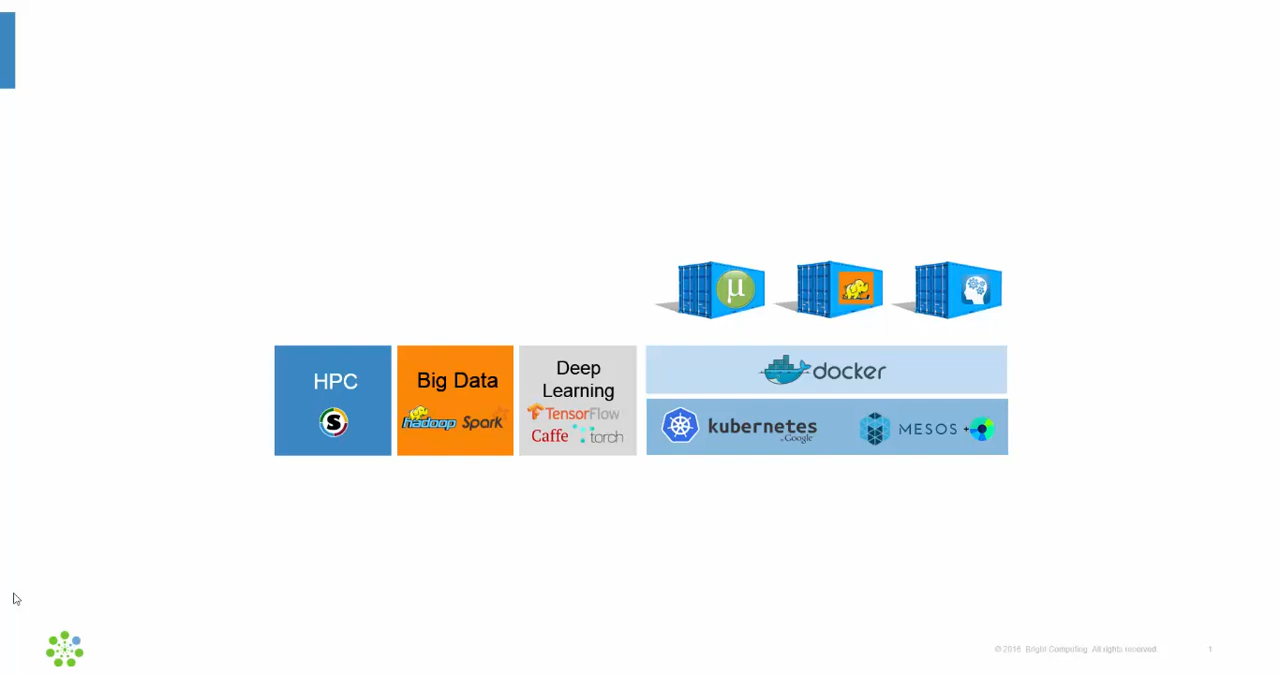 µ
HPC
S
Big Data
hadoop Spark
Deep
Learning
TensorFlow
Caffe torch
docker
kubernetes
by Google
MESOS +
© 2016 Bright Computing. All rights reserved.
1